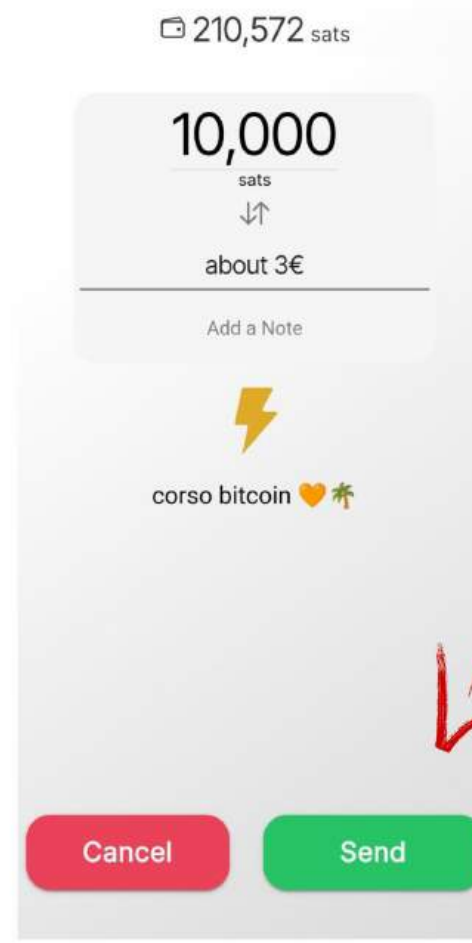 210,572 sats
10,000
sats
about 3€
Add a Note
corso bitcoin 🧡🌴
Cancel
Send